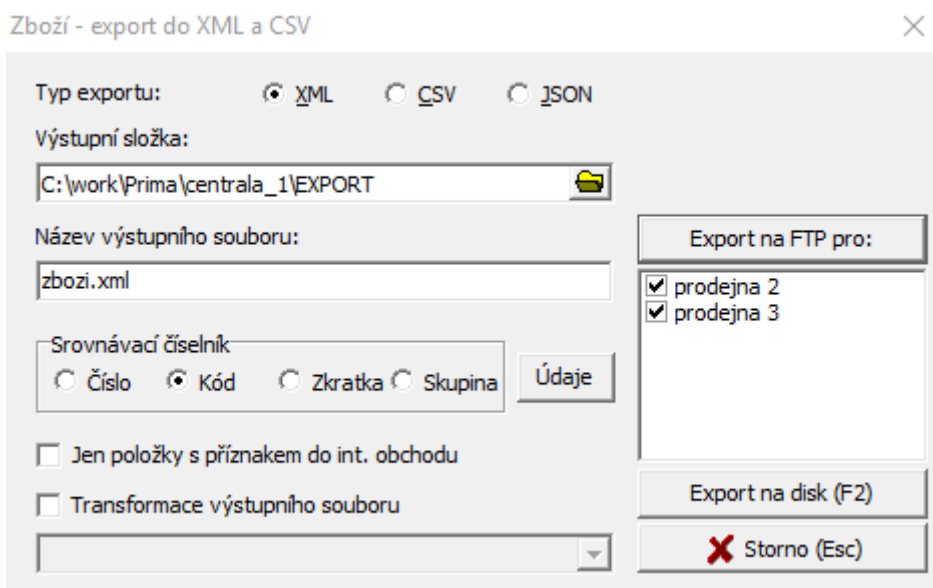 Zboží - export do XML a CSV
Typ exportu: XML CSV JSON
Výstupní složka:
C:\work\Prima\centrala_1\EXPORT
Název výstupního souboru:
zbozi.xml
Export na FTP pro:
prodejna 2
prodejna 3
Srovnávací číselník
Číslo Kód Zkratka Skupina
Údaje
Jen položky s příznakem do int. obchodu
Transformace výstupního souboru
Export na disk (F2)
Storno (Esc)